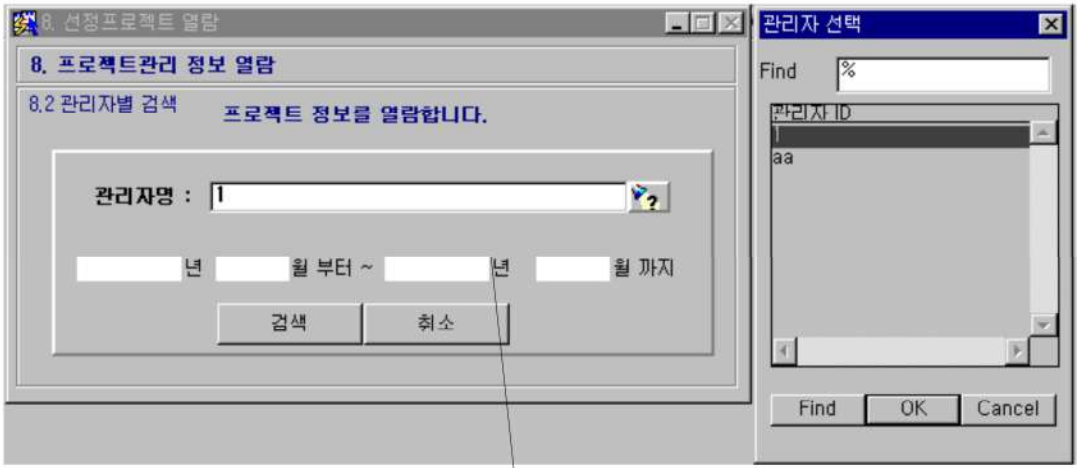 8. 선정프로젝트 열람
8. 프로젝트관리 정보 열람
8.2 관리자별 검색
프로젝트 정보를 열람합니다.
관리자명 : 1
년 월 부터 ~ 년 월 까지
검색 취소
관리자 선택
Find %
관리자 ID
1
aa
Find OK Cancel